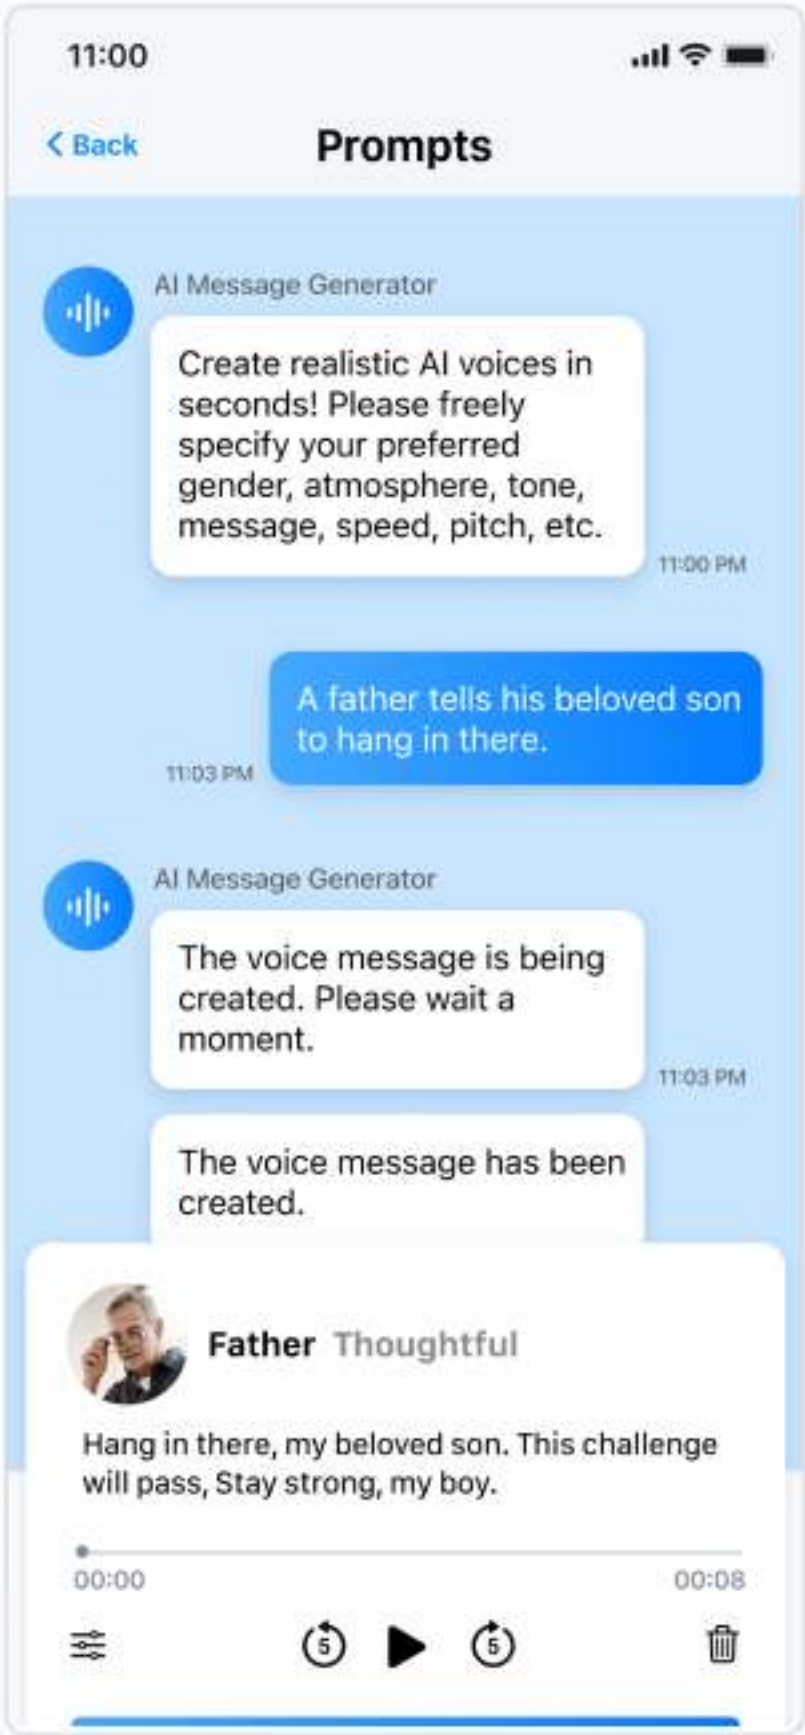 11:00
Back
Prompts
AI Message Generator
Create realistic AI voices in
seconds! Please freely
specify your preferred
gender, atmosphere, tone,
message, speed, pitch, etc.
11:00 PM
A father tells his beloved son
to hang in there.
11:03 PM
AI Message Generator
The voice message is being
created. Please wait a
moment.
11:03 PM
The voice message has been
created.
Father Thoughtful
Hang in there, my beloved son. This challenge
will pass, Stay strong, my boy.
00:00 00:08
5 5